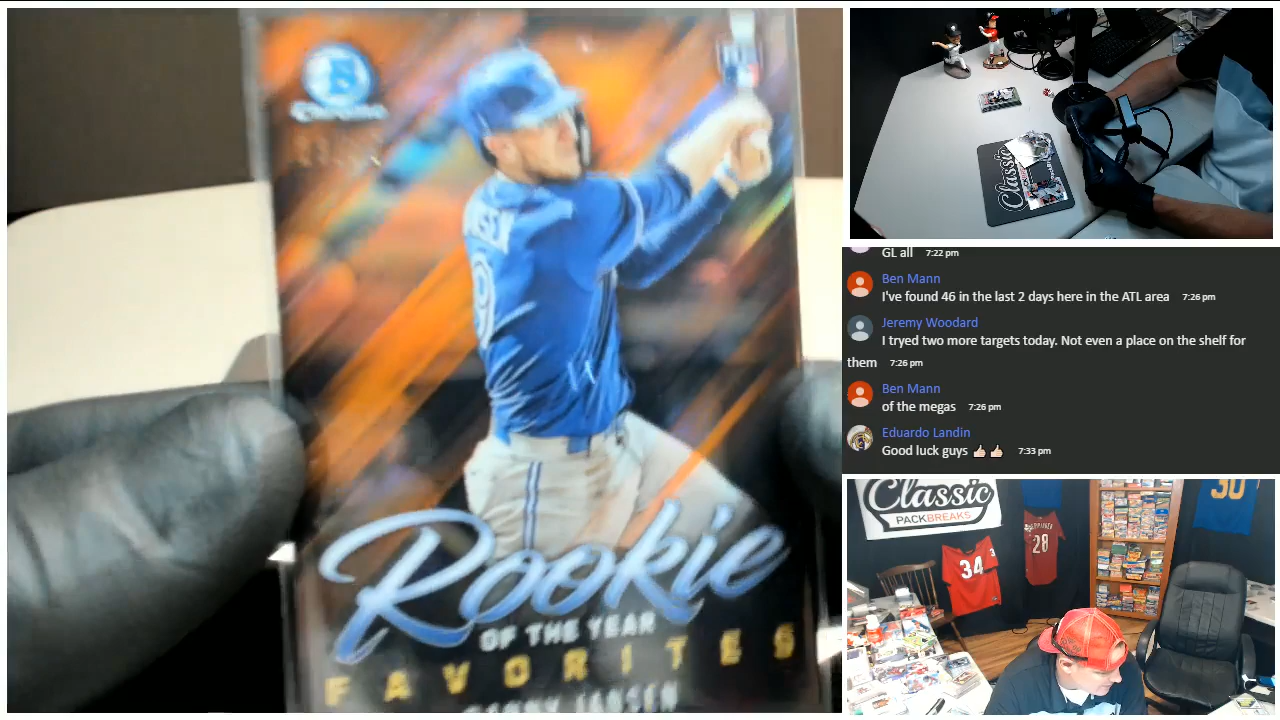 Rookie
OF THE YEAR
FAVORITES
DANNY JANSEN
9
GL all 7:22 pm
Ben Mann
I've found 46 in the last 2 days here in the ATL area 7:26 pm
Jeremy Woodard
I tryed two more targets today. Not even a place on the shelf for
them 7:26 pm
Ben Mann
of the megas 7:26 pm
Eduardo Landin
Good luck guys 👍🏻👍🏻 7:33 pm
Classic
Classic
PACKBREAKS
34
28
30